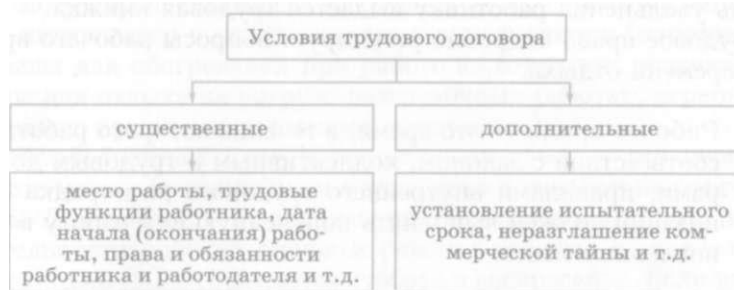 Условия трудового договора
существенные
дополнительные
место работы, трудовые
функции работника, дата
начала (окончания) рабо-
ты, права и обязанности
работника и работодателя и т.д.
установление испытательного
срока, неразглашение ком-
мерческой тайны и т.д.